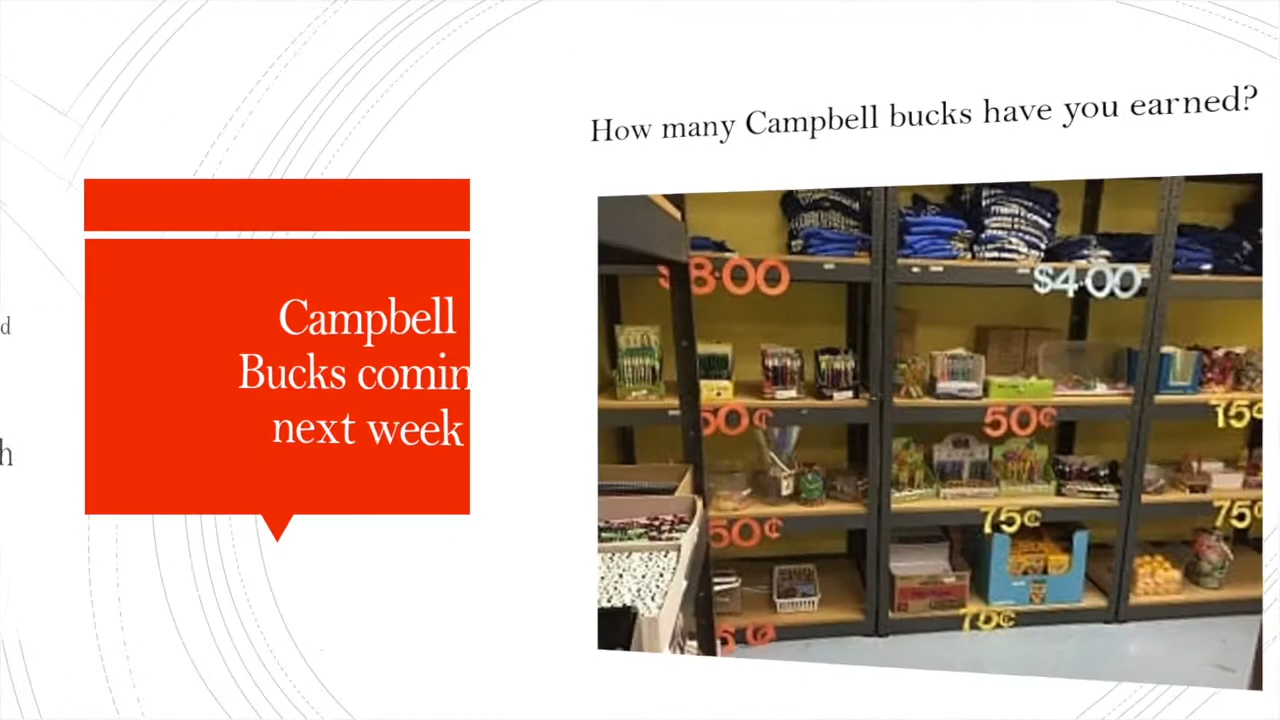 How many Campbell bucks have you earned?
d
Campbell
Bucks comin
next week
h
$8.00
$4.00
50¢
50¢
15¢
50¢
75¢
75¢
75¢